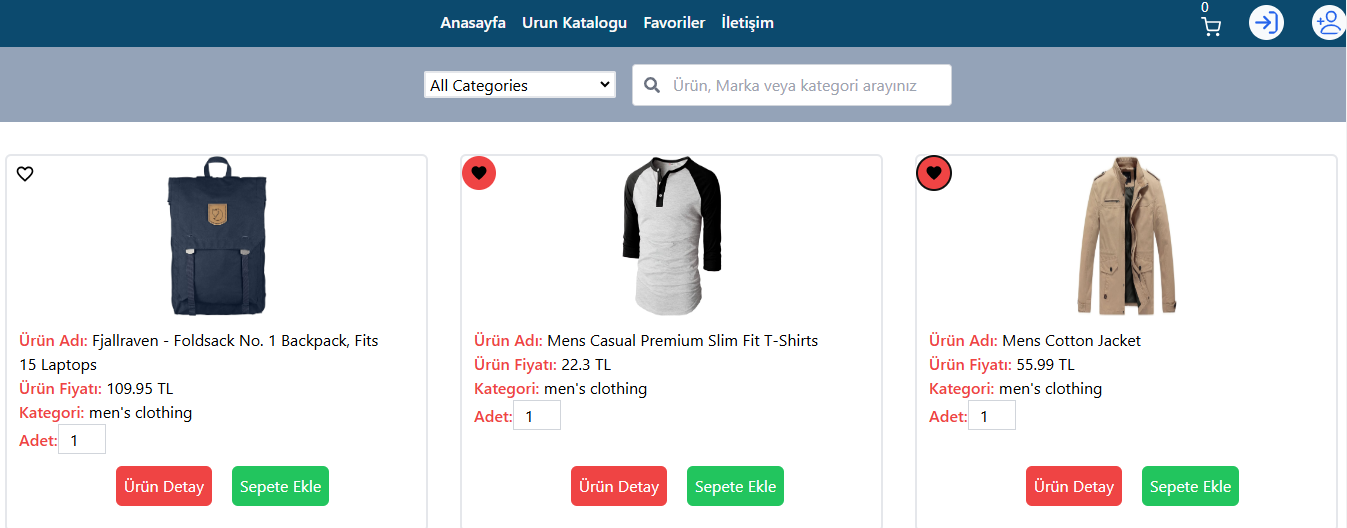 Anasayfa Urun Katalogu Favoriler İletişim 0
All Categories Ürün, Marka veya kategori arayınız
Ürün Adı: Fjallraven - Foldsack No. 1 Backpack, Fits
15 Laptops
Ürün Fiyatı: 109.95 TL
Kategori: men's clothing
Adet: 1
Ürün Detay Sepete Ekle
Ürün Adı: Mens Casual Premium Slim Fit T-Shirts
Ürün Fiyatı: 22.3 TL
Kategori: men's clothing
Adet: 1
Ürün Detay Sepete Ekle
Ürün Adı: Mens Cotton Jacket
Ürün Fiyatı: 55.99 TL
Kategori: men's clothing
Adet: 1
Ürün Detay Sepete Ekle